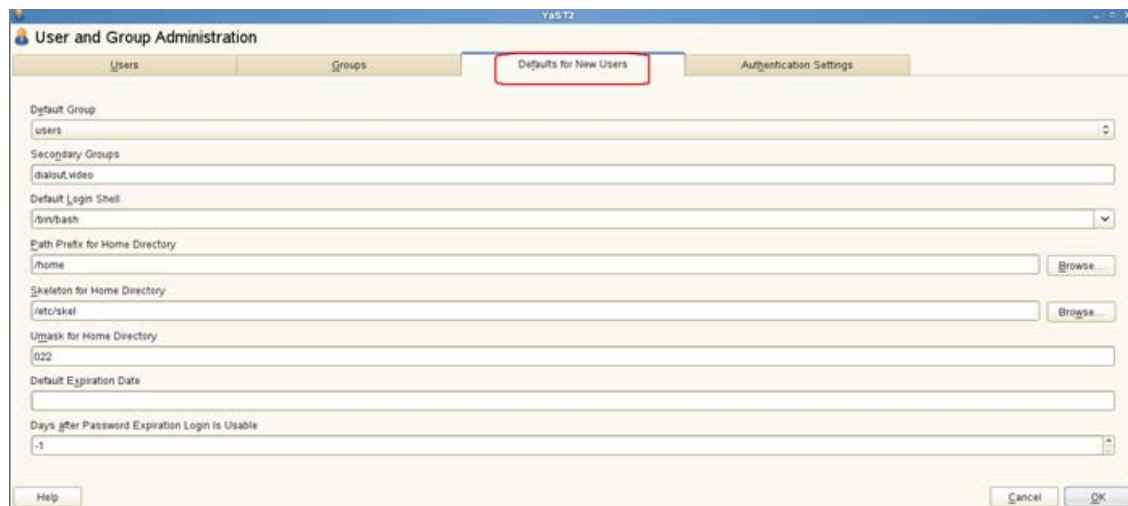 YaST2
User and Group Administration
Users Groups Defaults for New Users Authentication Settings
Default Group
users
Secondary Groups
dialout,video
Default Login Shell
/bin/bash
Path Prefix for Home Directory
/home Browse...
Skeleton for Home Directory
/etc/skel Browse...
Umask for Home Directory
022
Default Expiration Date
Days after Password Expiration Login Is Usable
-1
Help Cancel OK